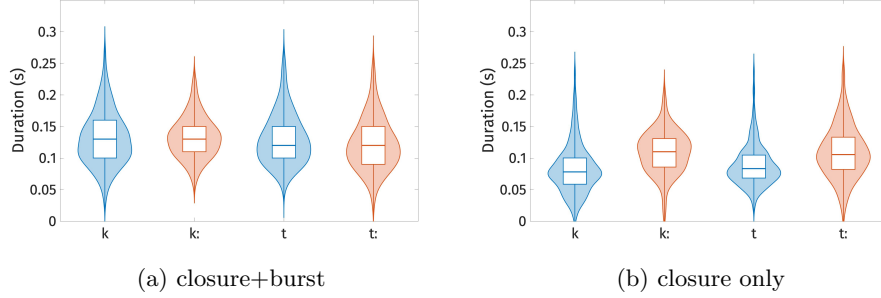 Duration (s)
0.3
0.25
0.2
0.15
0.1
0.05
0
k
k:
t
t:
(a) closure+burst
Duration (s)
0.3
0.25
0.2
0.15
0.1
0.05
0
k
k:
t
t:
(b) closure only